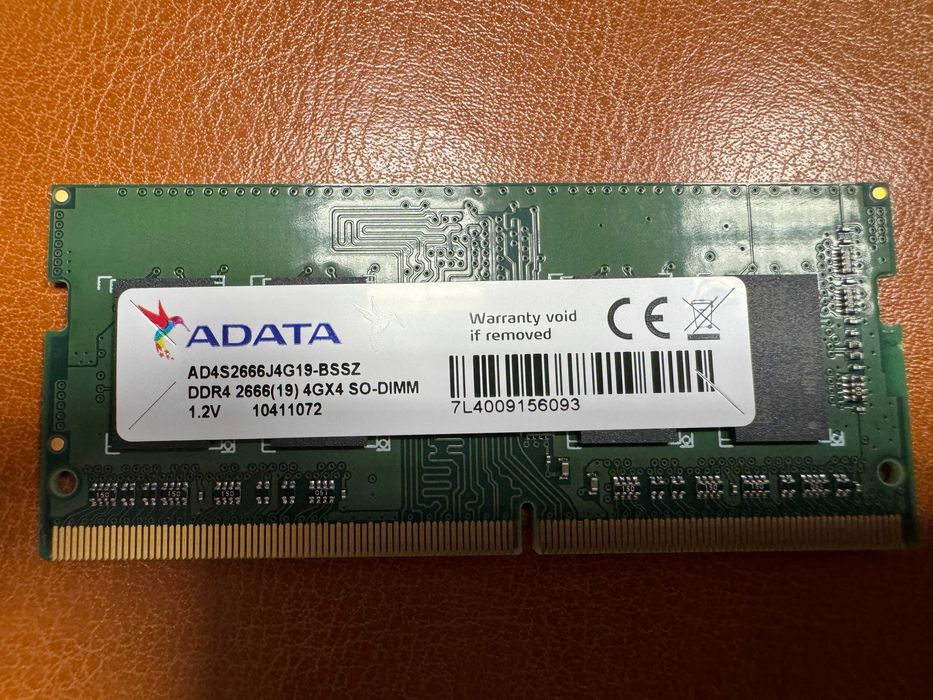 ADATA
AD4S2666J4G19-BSSZ
DDR4 2666(19) 4GX4 SO-DIMM
1.2V 10411072
Warranty void
if removed
CE
7L4009156093